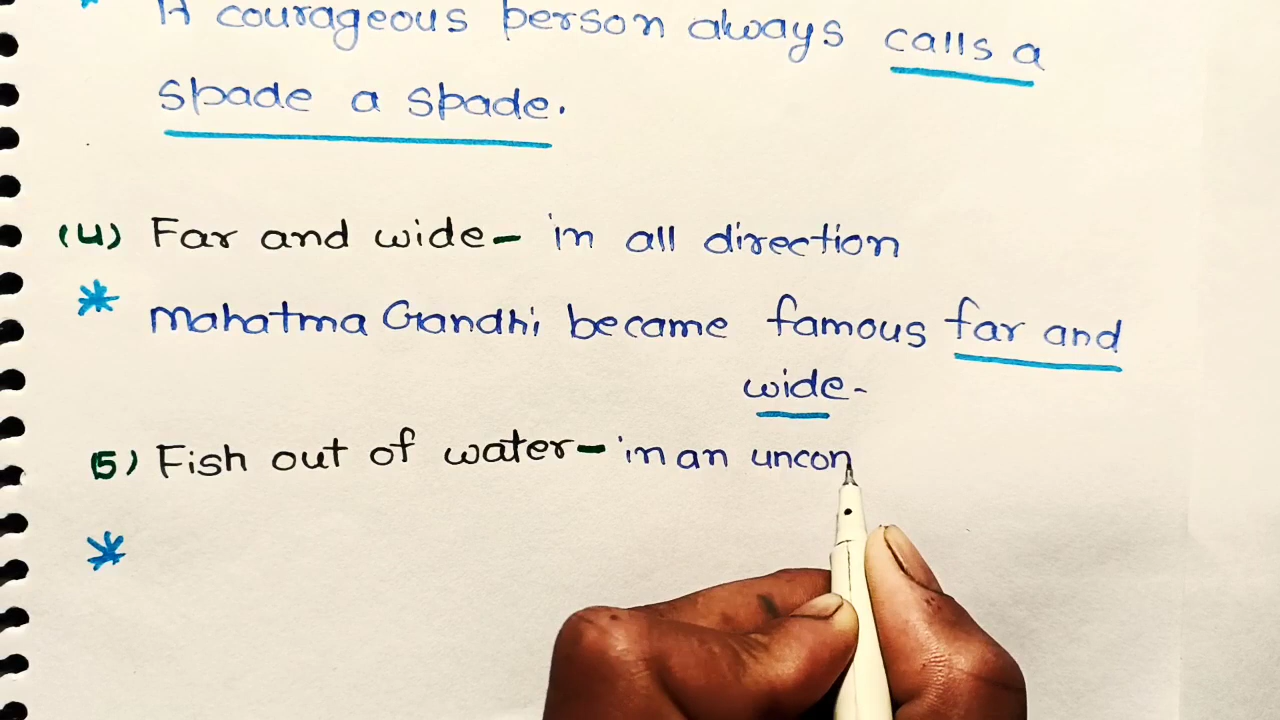 A courageous person always calls a
spade a spade.
(4) Far and wide- in all direction
* Mahatma Gandhi became famous far and
wide-
(5) Fish out of water- in an uncon
*